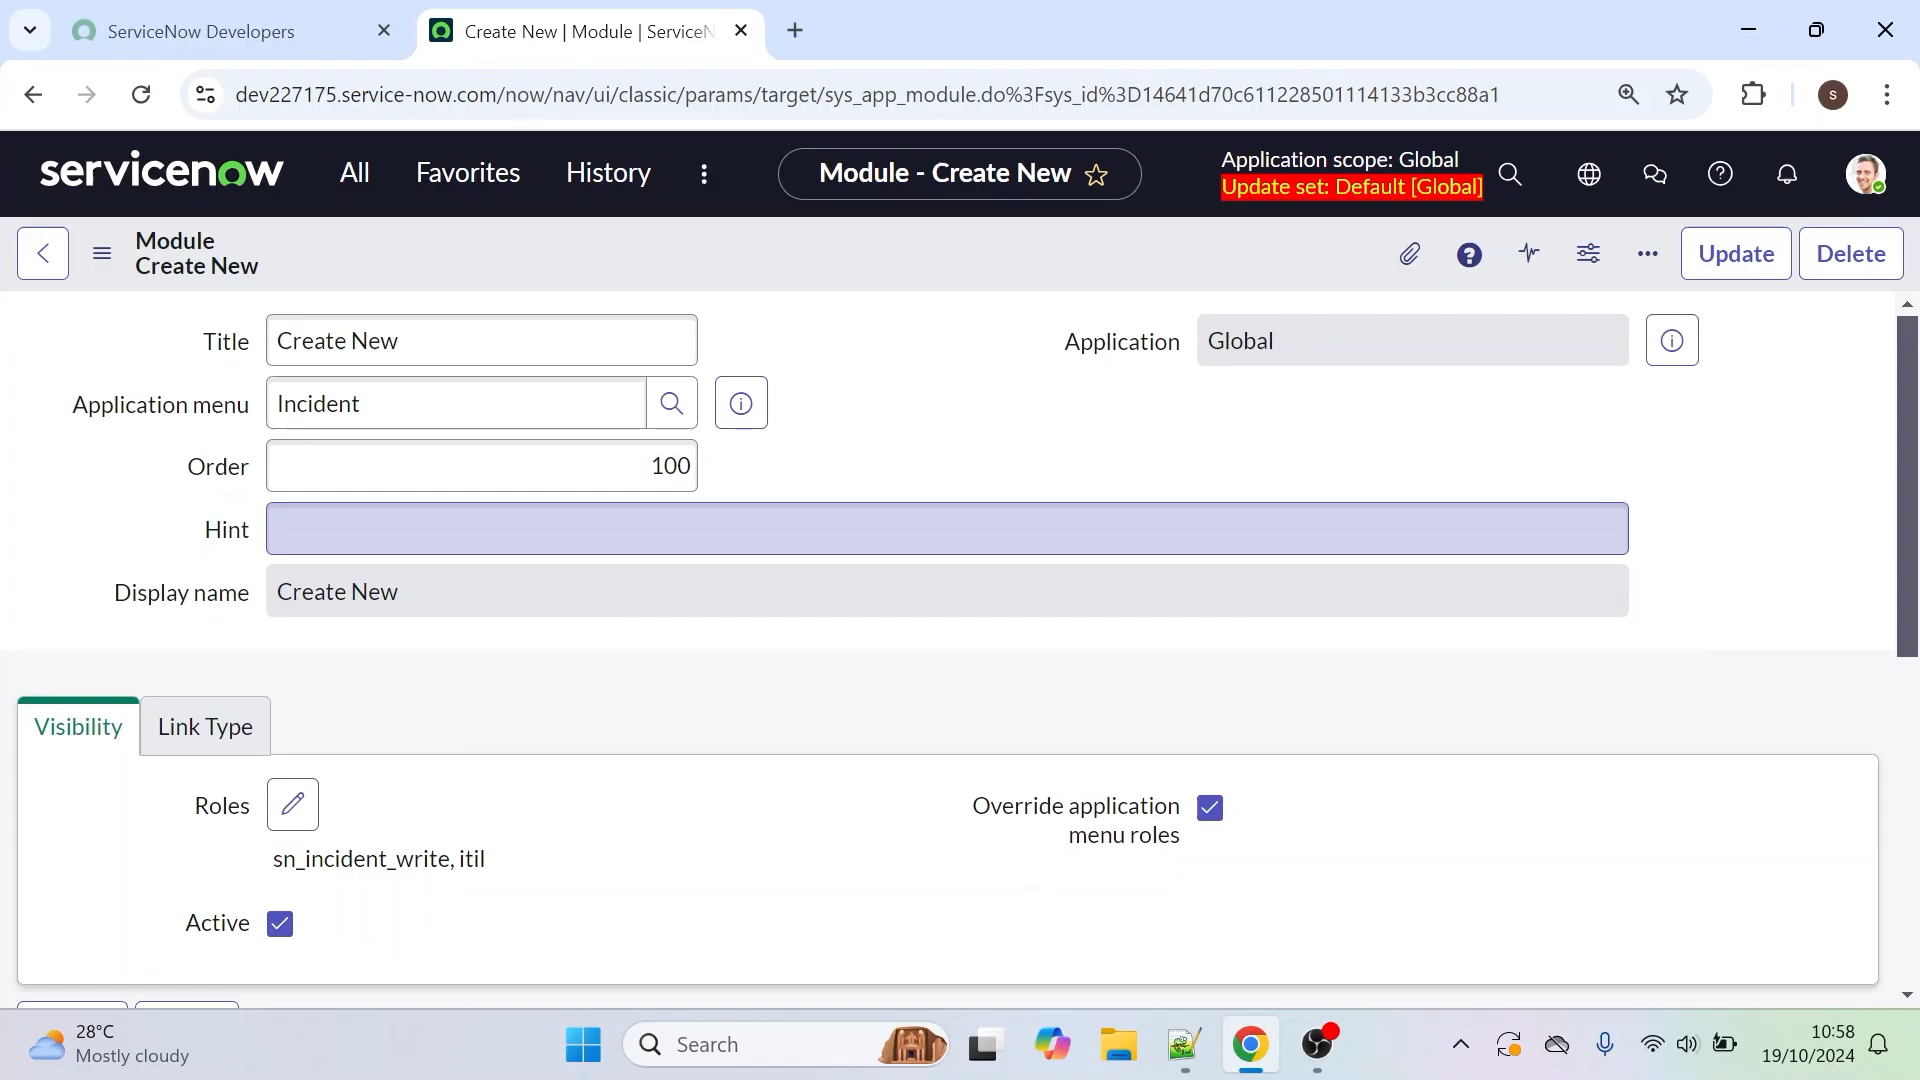 ServiceNow Developers
Create New | Module | ServiceN
dev227175.service-now.com/now/nav/ui/classic/params/target/sys_app_module.do%3Fsys_id%3D14641d70c611228501114133b3cc88a1
s
servicenow
All
Favorites
History
Module - Create New
Application scope: Global
Update set: Default [Global]
Module
Create New
Update
Delete
Title
Create New
Application
Global
Application menu
Incident
Order
100
Hint
Display name
Create New
Visibility
Link Type
Roles
Override application
menu roles
sn_incident_write, itil
Active
28°C
Mostly cloudy
Search
10:58
19/10/2024